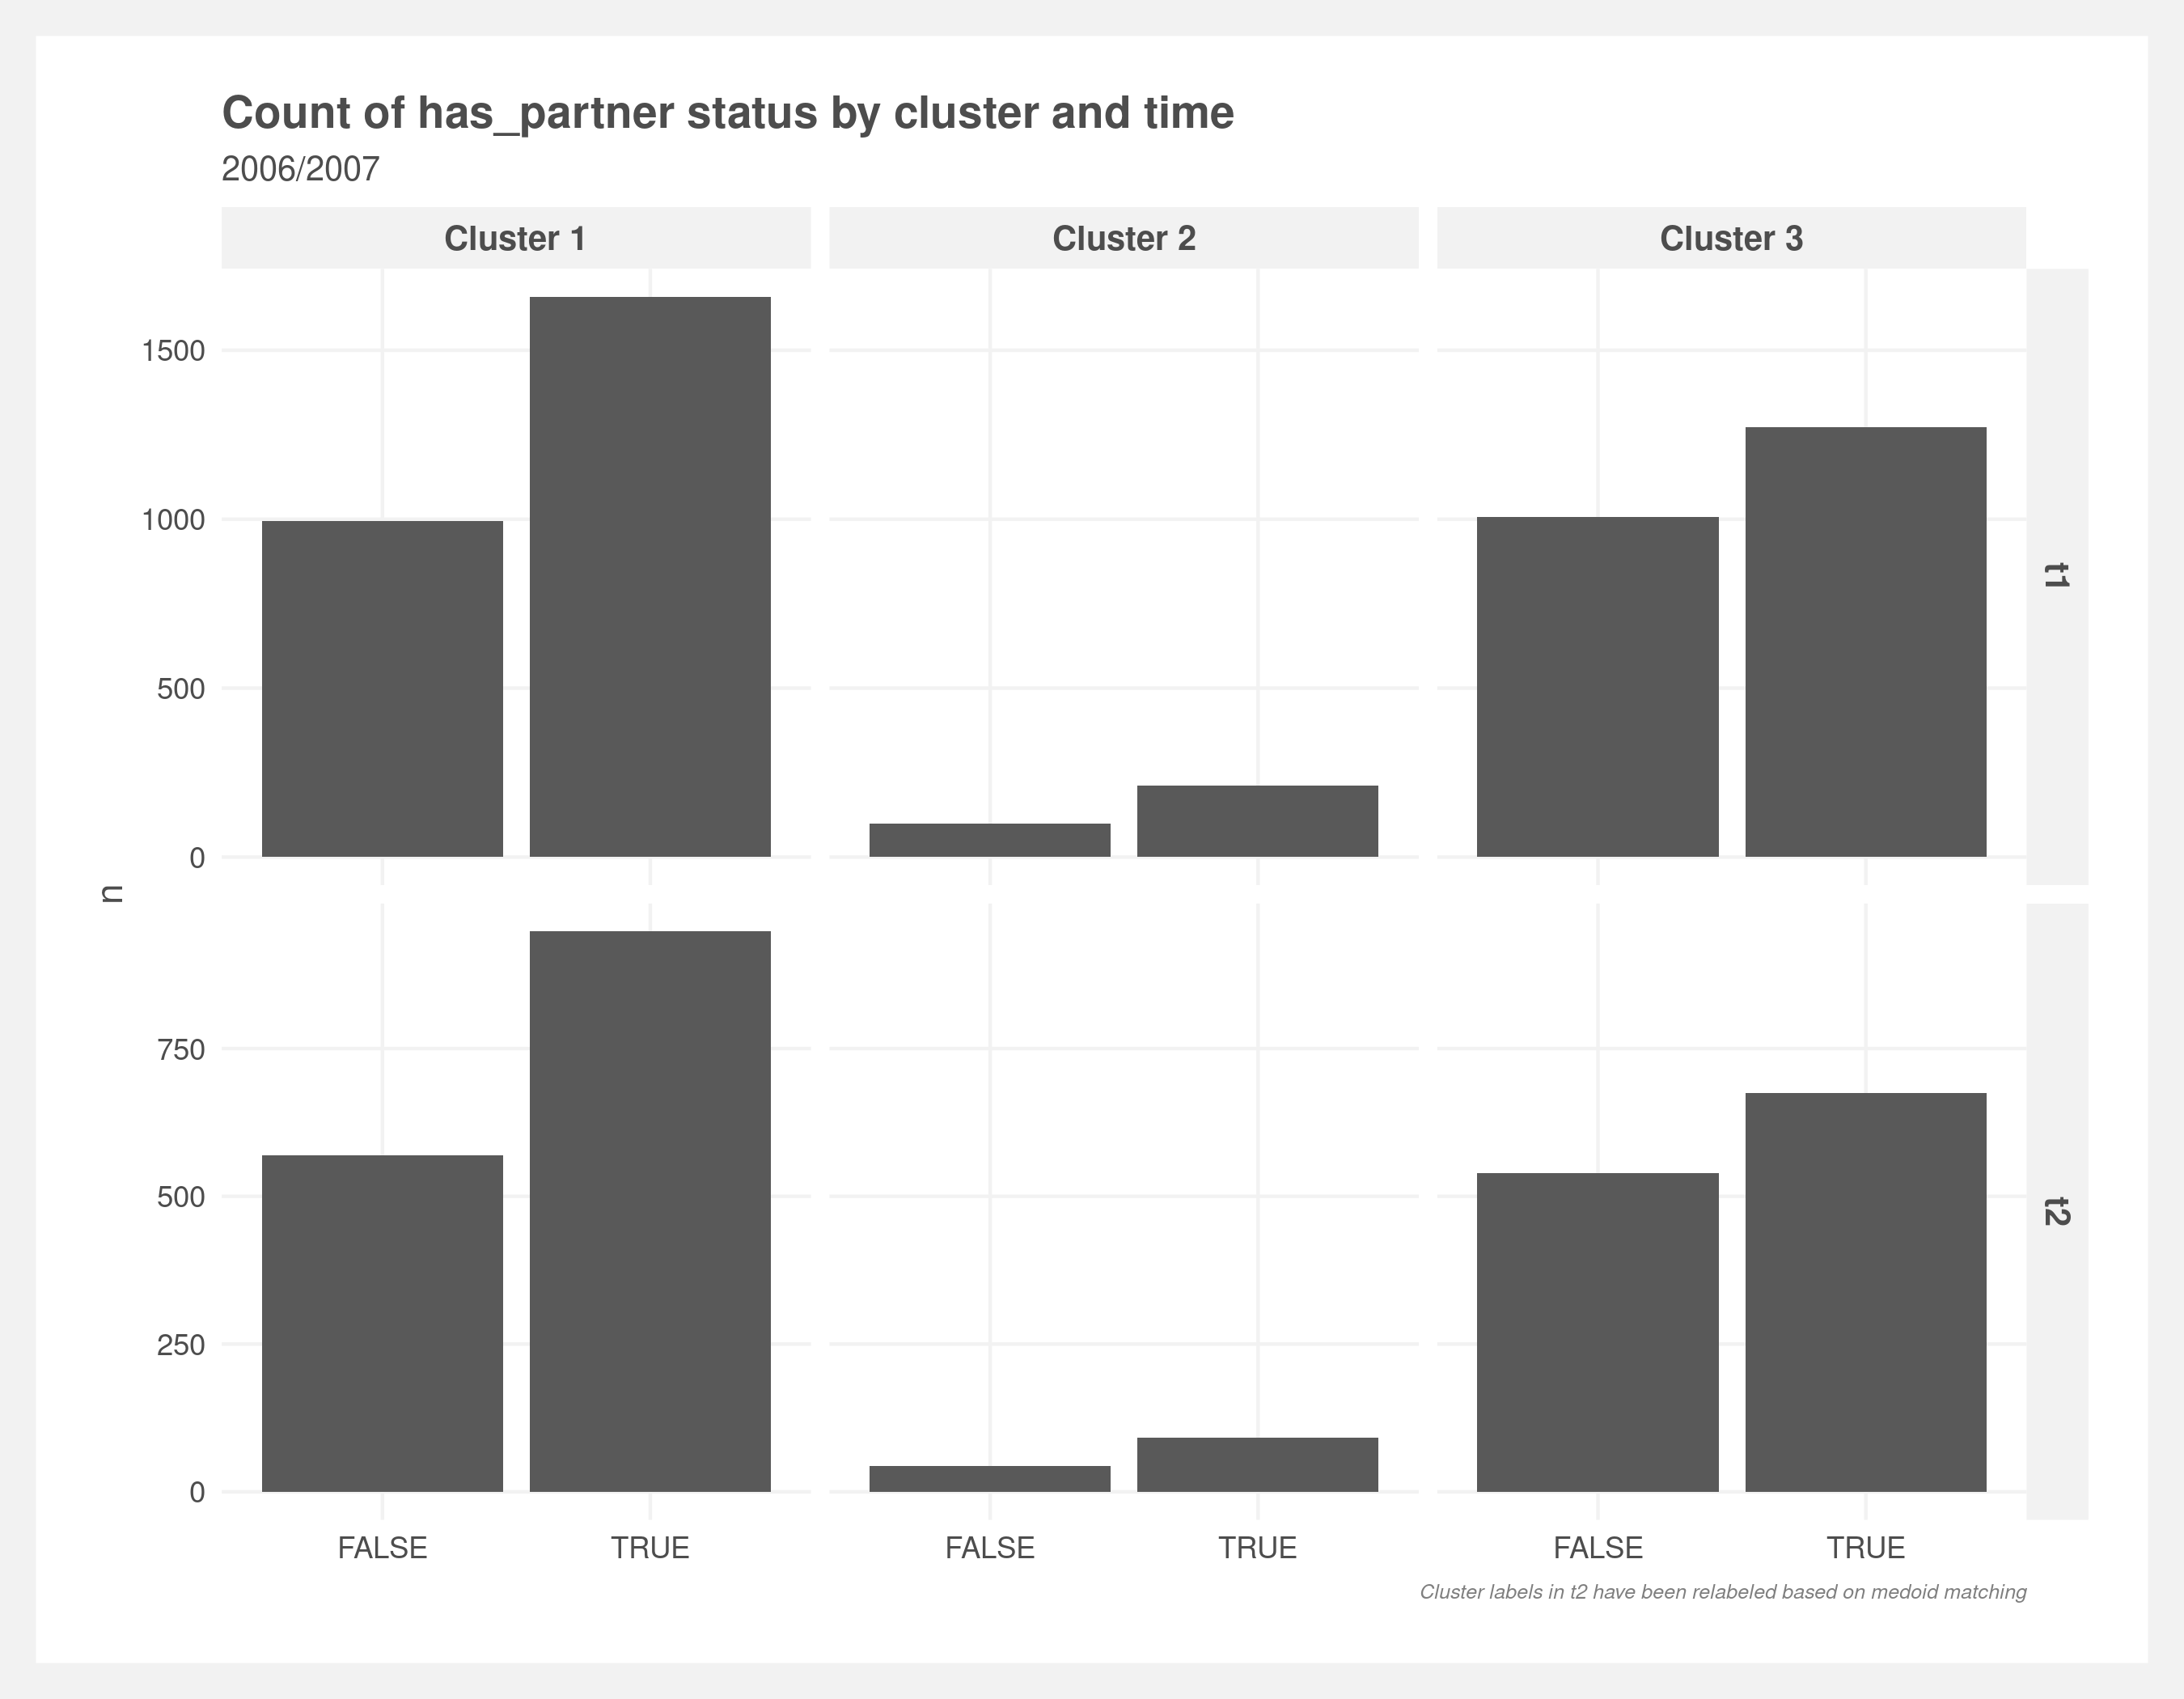 Count of has_partner status by cluster and time
2006/2007
Cluster 1
Cluster 2
Cluster 3
1500
1000
500
0
t1
n
750
500
250
0
t2
FALSE
TRUE
FALSE
TRUE
FALSE
TRUE
Cluster labels in t2 have been relabeled based on medoid matching